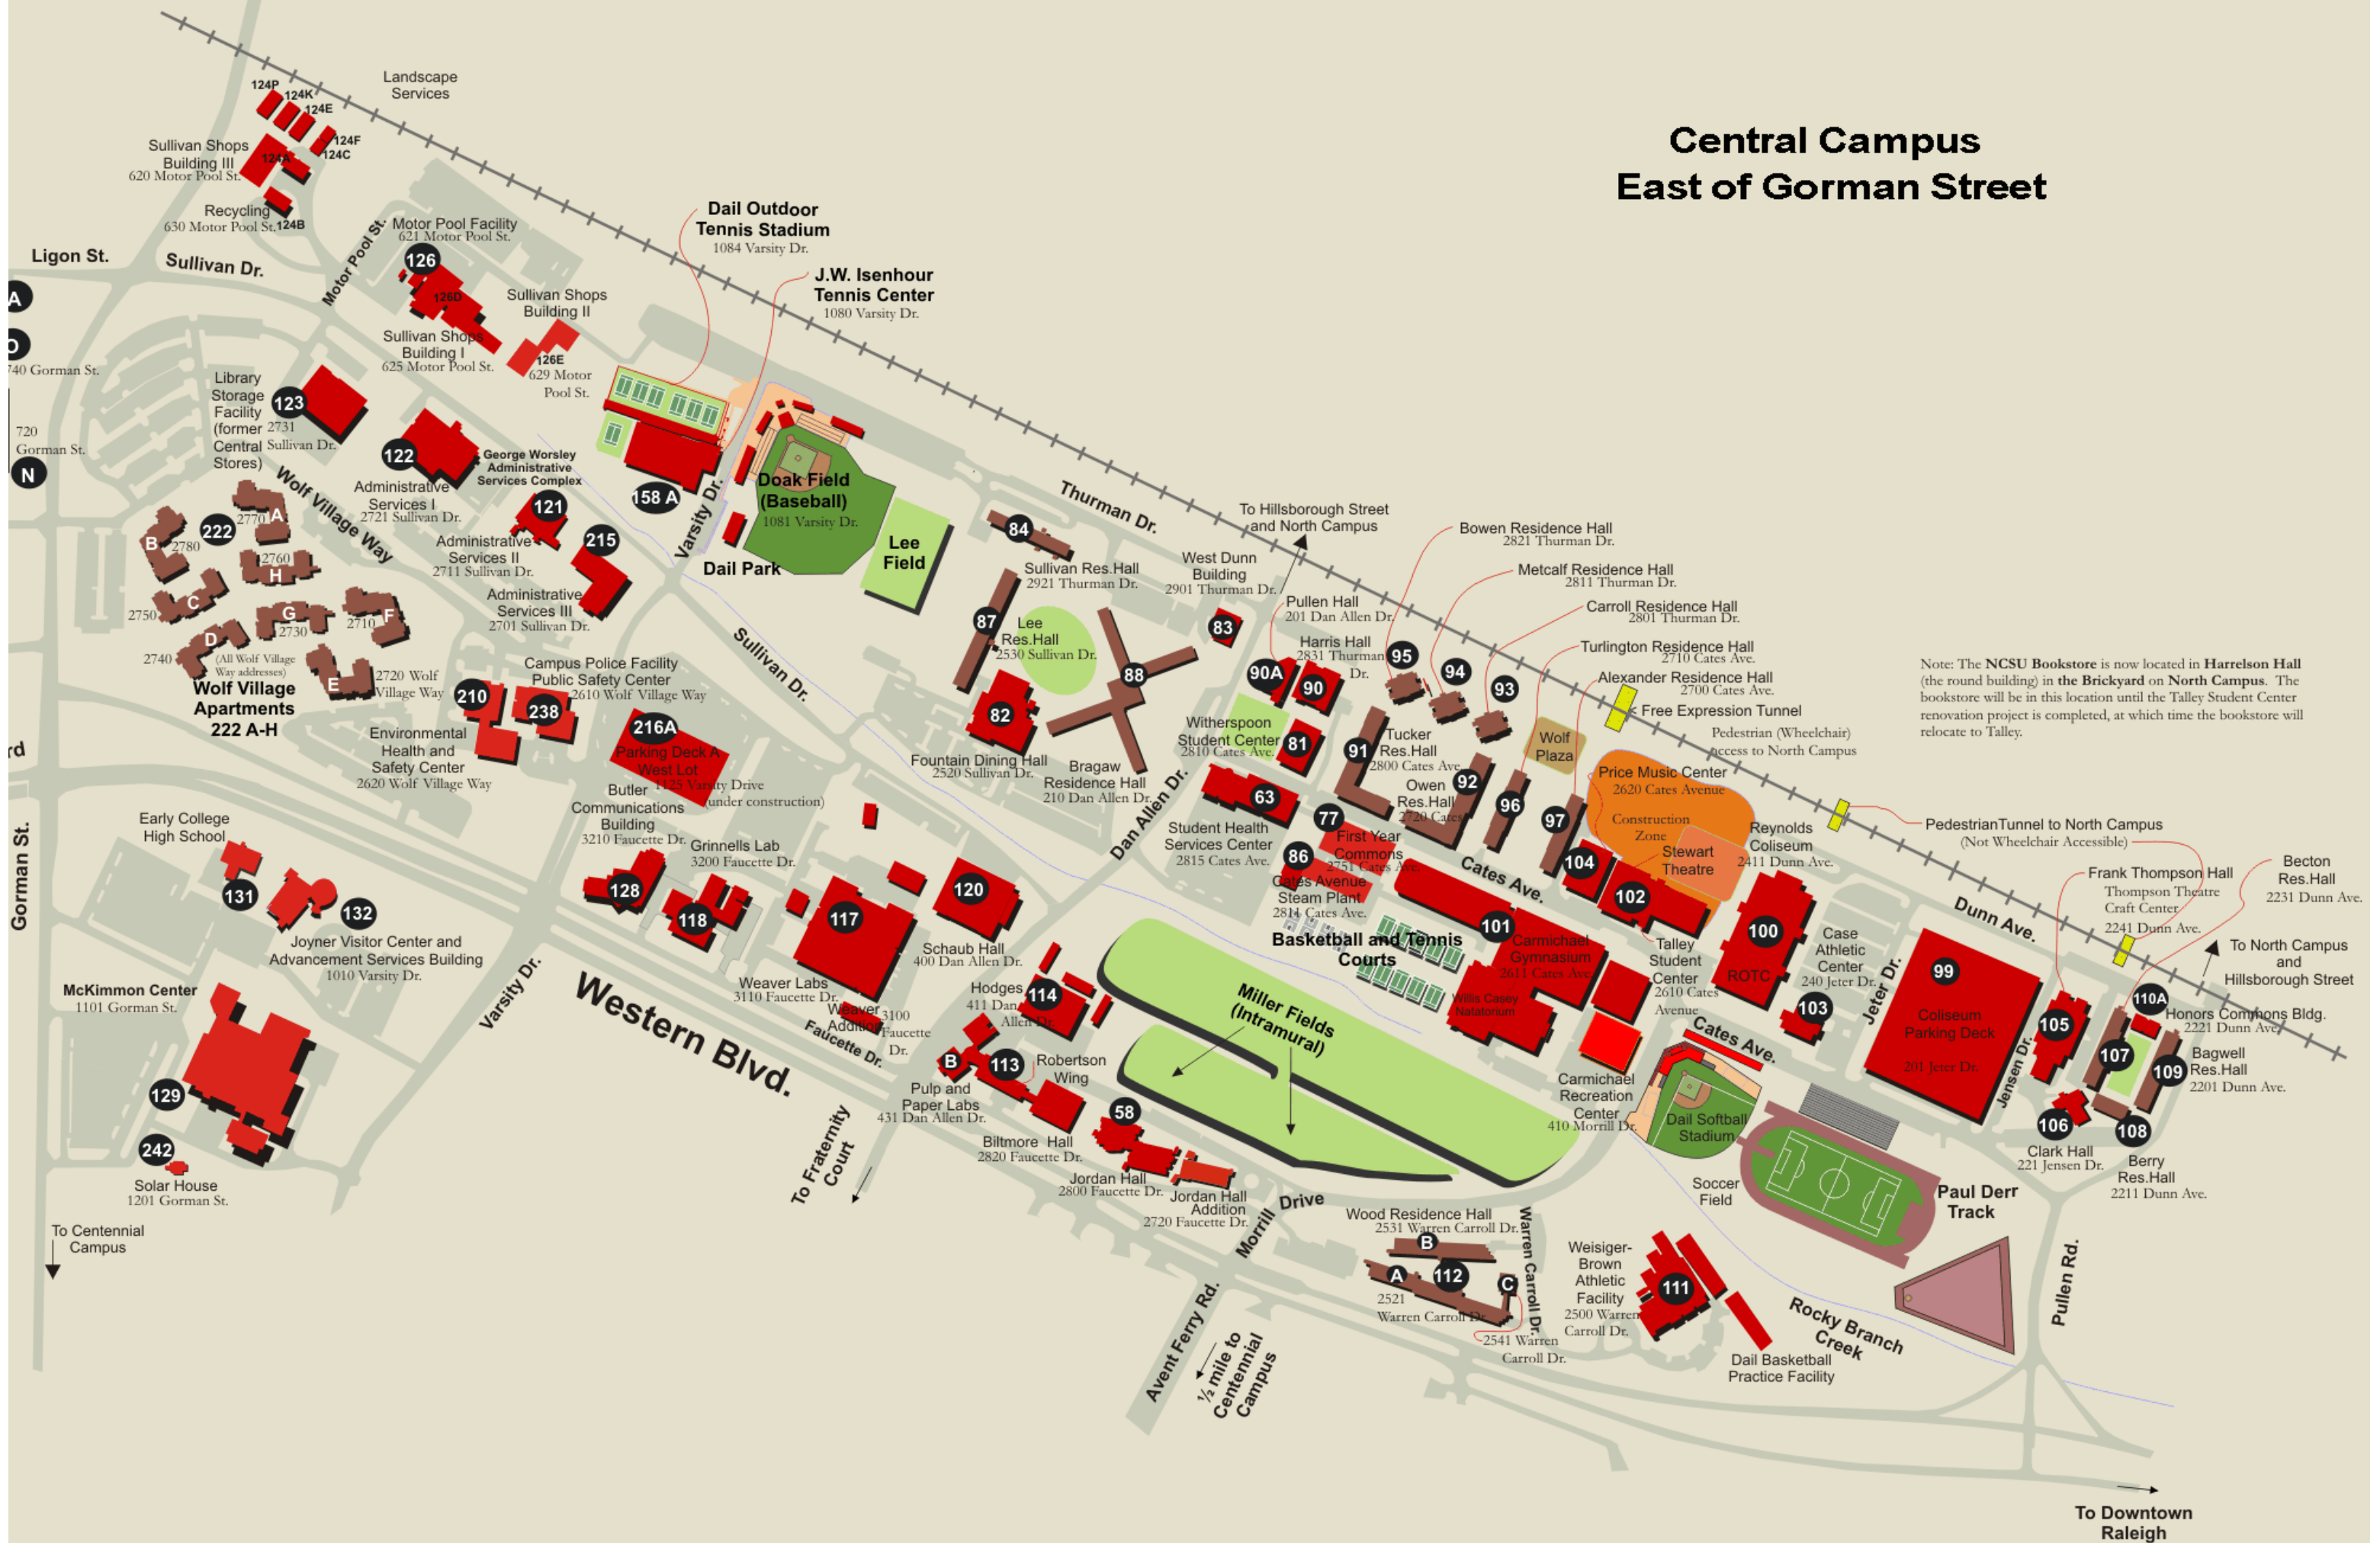 Central Campus
East of Gorman Street
Landscape
Services
124P
124K
124E
124F
124C
124A
Sullivan Shops
Building III
620 Motor Pool St.
Recycling
630 Motor Pool St.
124B
Ligon St.
Sullivan Dr.
Motor Pool St.
Motor Pool Facility
621 Motor Pool St.
126
126D
Sullivan Shops
Building I
625 Motor Pool St.
Sullivan Shops
Building II
126E
629 Motor
Pool St.
Dail Outdoor
Tennis Stadium
1084 Varsity Dr.
J.W. Isenhour
Tennis Center
1080 Varsity Dr.
A
O
740 Gorman St.
720
Gorman St.
N
Library
Storage
Facility
(former
Central
Stores)
123
2731
Sullivan Dr.
122
Administrative
Services I
2721 Sullivan Dr.
George Worsley
Administrative
Services Complex
121
Administrative
Services II
2711 Sullivan Dr.
215
Administrative
Services III
2701 Sullivan Dr.
158 A
Varsity Dr.
Doak Field
(Baseball)
1081 Varsity Dr.
Dail Park
Lee
Field
Wolf Village Way
222
2770
A
B
2780
2760
H
2750
C
G
2730
2710
F
D
2740
(All Wolf Village
Way addresses)
E
2720 Wolf
Village Way
Wolf Village
Apartments
222 A-H
Campus Police Facility
Public Safety Center
2610 Wolf Village Way
210
238
Environmental
Health and
Safety Center
2620 Wolf Village Way
216A
Parking Deck A
West Lot
1125 Varsity Drive
(under construction)
Sullivan Dr.
Thurman Dr.
84
Sullivan Res.Hall
2921 Thurman Dr.
87
Lee
Res.Hall
2530 Sullivan Dr.
88
82
Fountain Dining Hall
2520 Sullivan Dr.
Bragaw
Residence Hall
210 Dan Allen Dr.
Dan Allen Dr.
West Dunn
Building
2901 Thurman Dr.
83
To Hillsborough Street
and North Campus
Pullen Hall
201 Dan Allen Dr.
90A
90
Harris Hall
2831 Thurman
Dr.
Witherspoon
Student Center
2810 Cates Ave.
81
63
Student Health
Services Center
2815 Cates Ave.
Bowen Residence Hall
2821 Thurman Dr.
Metcalf Residence Hall
2811 Thurman Dr.
Carroll Residence Hall
2801 Thurman Dr.
Turlington Residence Hall
2710 Cates Ave.
Alexander Residence Hall
2700 Cates Ave.
95
94
93
91
Tucker
Res.Hall
2800 Cates Ave.
Owen
Res.Hall
2720 Cates
92
96
97
Wolf
Plaza
Free Expression Tunnel
Pedestrian (Wheelchair)
access to North Campus
Note: The NCSU Bookstore is now located in Harrelson Hall
(the round building) in the Brickyard on North Campus. The
bookstore will be in this location until the Talley Student Center
renovation project is completed, at which time the bookstore will
relocate to Talley.
Price Music Center
2620 Cates Avenue
Construction
Zone
Stewart
Theatre
104
102
Reynolds
Coliseum
2411 Dunn Ave.
100
ROTC
PedestrianTunnel to North Campus
(Not Wheelchair Accessible)
Frank Thompson Hall
Thompson Theatre
Craft Center
2241 Dunn Ave.
Becton
Res.Hall
2231 Dunn Ave.
Dunn Ave.
To North Campus
and
Hillsborough Street
77
First Year
Commons
2751 Cates Ave.
86
Cates Avenue
Steam Plant
2811 Cates Ave.
Cates Ave.
Basketball and Tennis
Courts
101
Carmichael
Gymnasium
2611 Cates Ave.
Willis Casey
Natatorium
Talley
Student
Center
2610 Cates
Avenue
Case
Athletic
Center
240 Jeter Dr.
103
Jeter Dr.
99
Coliseum
Parking Deck
201 Jeter Dr.
Jensen Dr.
105
110A
Honors Commons Bldg.
2221 Dunn Ave.
107
109
Bagwell
Res.Hall
2201 Dunn Ave.
106
108
Clark Hall
221 Jensen Dr.
Berry
Res.Hall
2211 Dunn Ave.
Cates Ave.
Carmichael
Recreation
Center
410 Morrill Dr.
Dail Softball
Stadium
Soccer
Field
Paul Derr
Track
Early College
High School
131
132
Joyner Visitor Center and
Advancement Services Building
1010 Varsity Dr.
rd
Gorman St.
McKimmon Center
1101 Gorman St.
129
242
Solar House
1201 Gorman St.
To Centennial
Campus
Varsity Dr.
Western Blvd.
Butler
Communications
Building
3210 Faucette Dr.
128
Grinnells Lab
3200 Faucette Dr.
118
117
Weaver Labs
3110 Faucette Dr.
Weaver
Addition
3100
Faucette
Dr.
Faucette Dr.
120
Schaub Hall
400 Dan Allen Dr.
Hodges
411 Dan
Allen Dr.
114
B
113
Robertson
Wing
Pulp and
Paper Labs
431 Dan Allen Dr.
Biltmore Hall
2820 Faucette Dr.
58
Jordan Hall
2800 Faucette Dr.
Jordan Hall
Addition
2720 Faucette Dr.
Miller Fields
(Intramural)
To Fraternity
Court
Morrill
Drive
Avent Ferry Rd.
½ mile to
Centennial
Campus
Wood Residence Hall
2531 Warren Carroll Dr.
B
A
112
C
2521
Warren Carroll Dr.
2541 Warren
Carroll Dr.
Warren Carroll Dr.
Weisiger-
Brown
Athletic
Facility
2500 Warren
Carroll Dr.
111
Dail Basketball
Practice Facility
Rocky Branch
Creek
Pullen Rd.
To Downtown
Raleigh